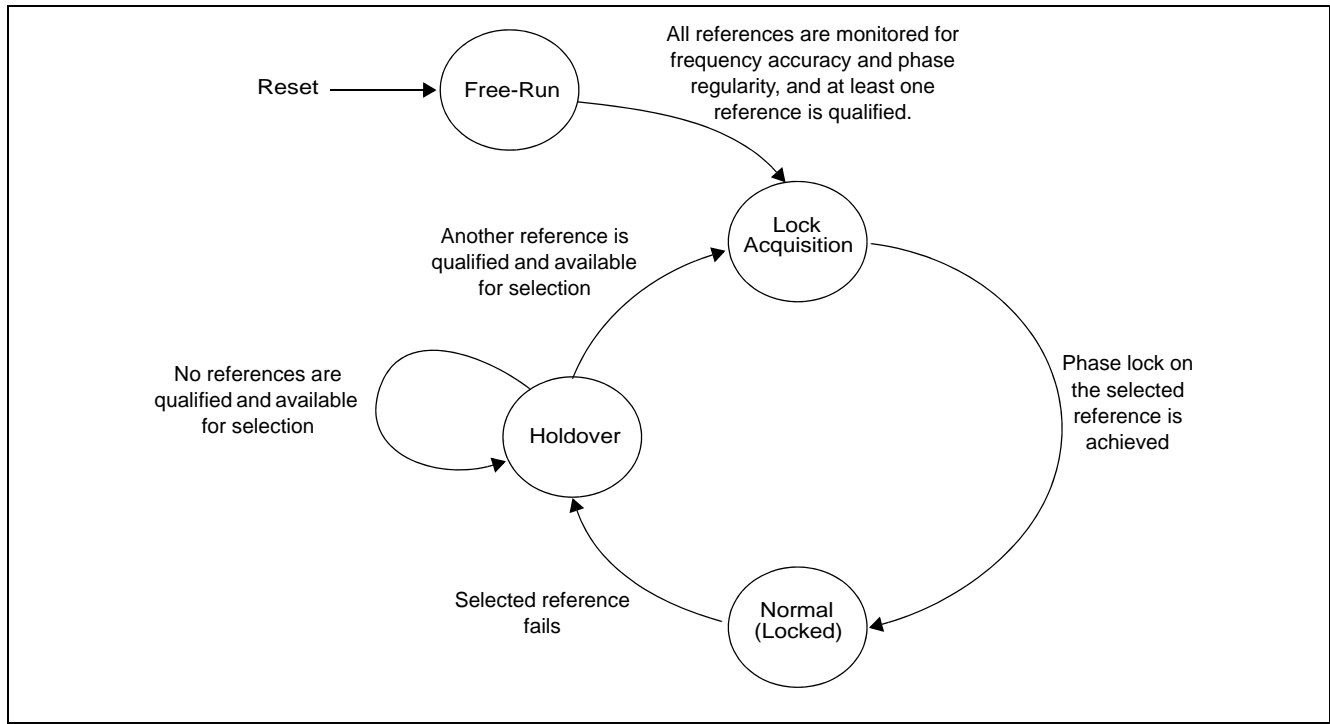 Reset
Free-Run
All references are monitored for
frequency accuracy and phase
regularity, and at least one
reference is qualified.
Lock
Acquisition
Another reference is
qualified and available
for selection
No references are
qualified and available
for selection
Holdover
Phase lock on
the selected
reference is
achieved
Selected reference
fails
Normal
(Locked)